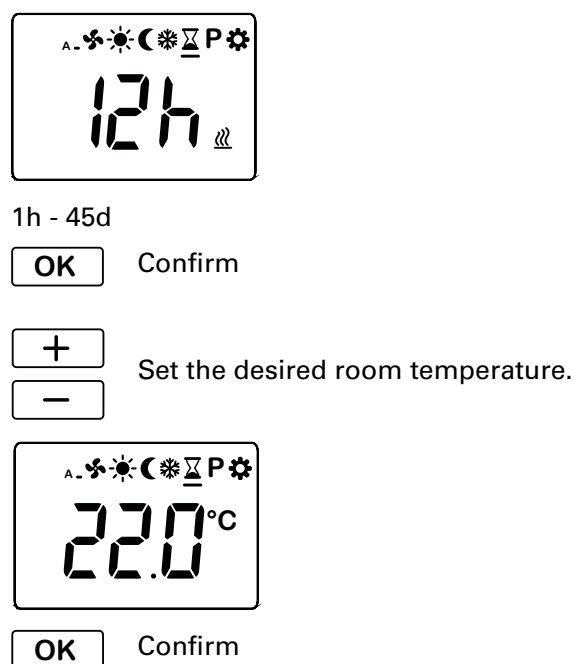 A P
12h
1h - 45d
OK Confirm
+ Set the desired room temperature.
−
A P
22.0 °C
OK Confirm